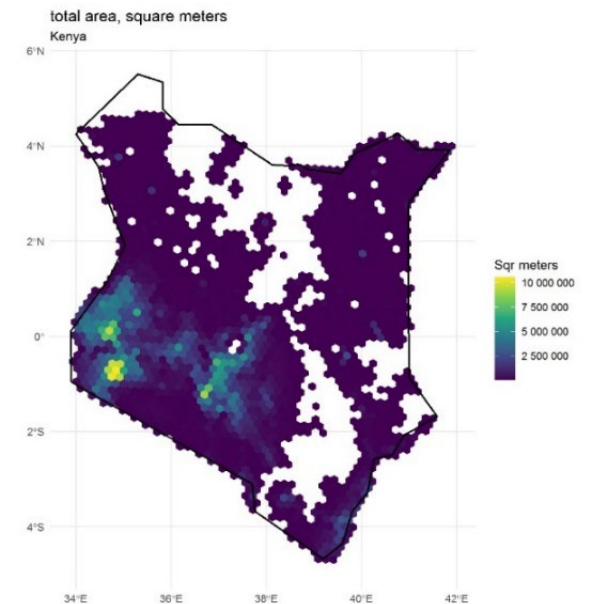 total area, square meters
Kenya
6°N
4°N
2°N
0°
2°S
4°S
34°E
36°E
38°E
40°E
42°E
Sqr meters
10 000 000
7 500 000
5 000 000
2 500 000